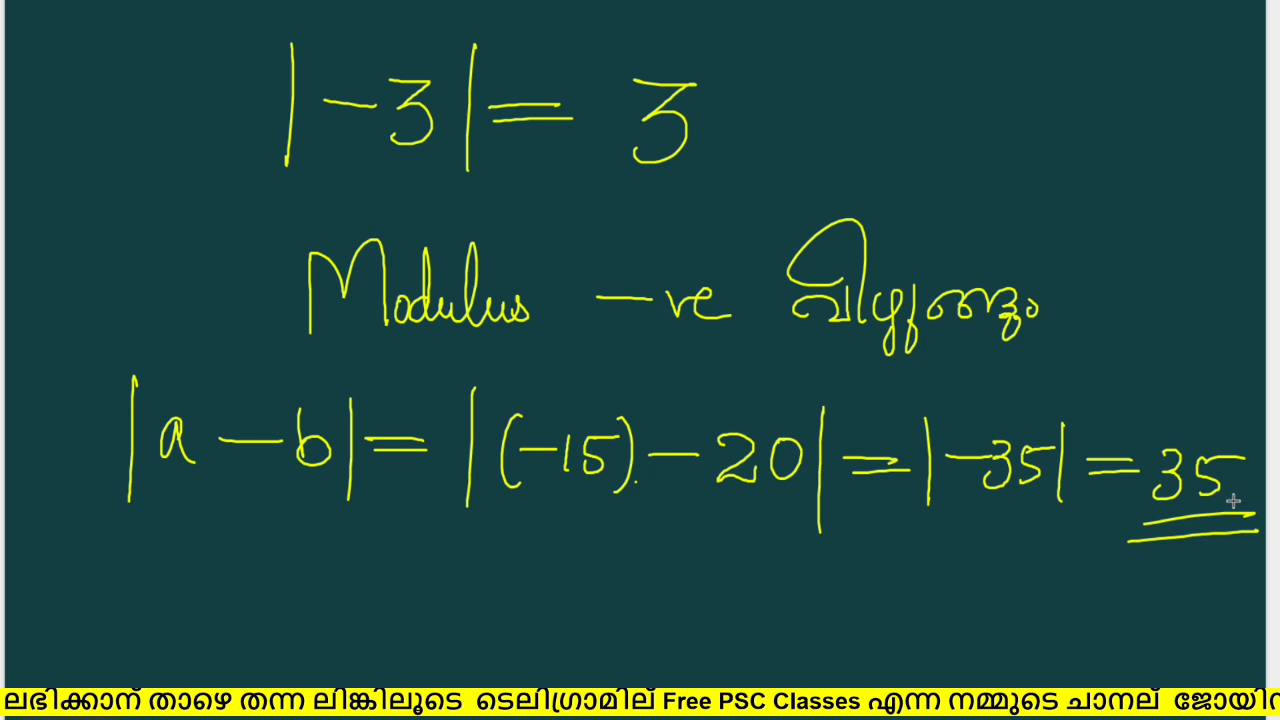 |-3| = 3
Modulus -ve വിഴുങ്ങും
|a - b| = |(-15) - 20| = |-35| = 35
ലഭിക്കാന് താഴെ തന്ന ലിങ്കിലൂടെ ടെലിഗ്രാമില് Free PSC Classes എന്ന നമ്മുടെ ചാനല്